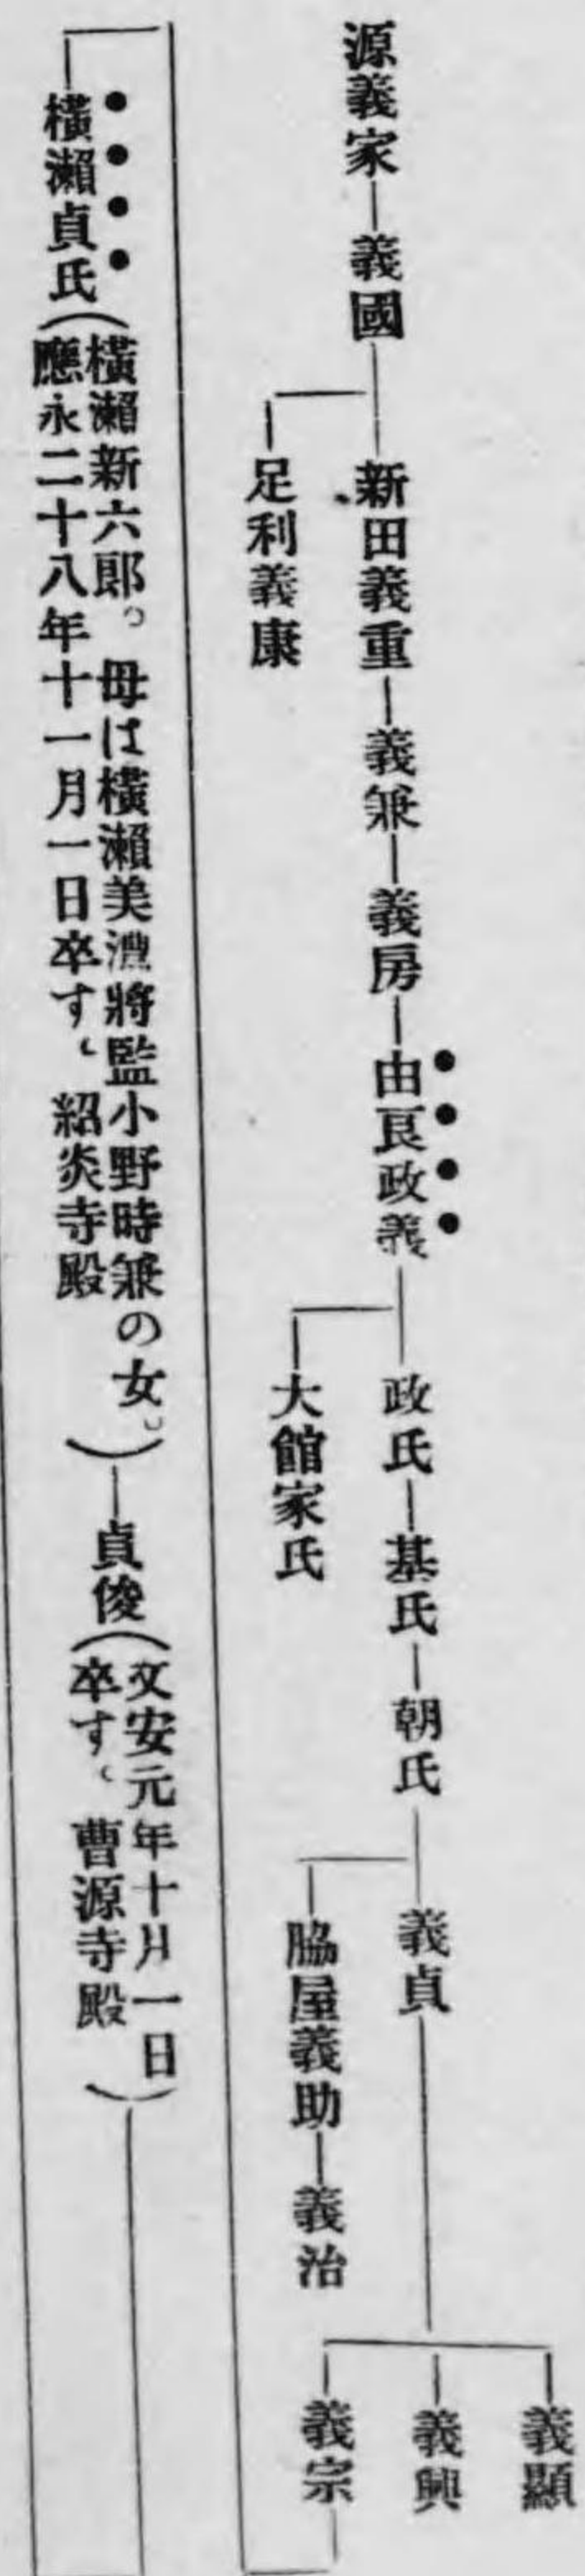 源義家—義國
新田義重—義兼—義房—由良政義
足利義康
政氏—基氏—朝氏
大館家氏
義貞
脇屋義助—義治
義顯
義興
義宗
橫瀨貞氏(橫瀨新六郎。母は橫瀨美濃將監小野時兼の女。
應永二十八年十一月一日卒す、紹炎寺殿)—貞俊(文安元年十月一日
卒す、曹源寺殿)